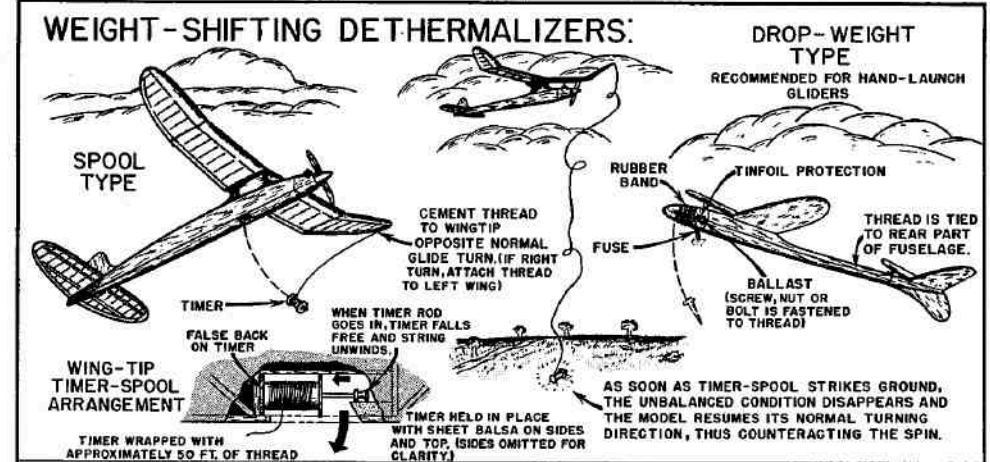 WEIGHT-SHIFTING DETHERMALIZERS:
DROP-WEIGHT
TYPE
RECOMMENDED FOR HAND-LAUNCH
GLIDERS
SPOOL
TYPE
CEMENT THREAD
TO WINGTIP
OPPOSITE NORMAL
GLIDE TURN.(IF RIGHT
TURN, ATTACH THREAD
TO LEFT WING)
TIMER
RUBBER
BAND
TINFOIL PROTECTION
FUSE
THREAD IS TIED
TO REAR PART
OF FUSELAGE.
BALLAST
(SCREW, NUT OR
BOLT IS FASTENED
TO THREAD)
WING-TIP
TIMER-SPOOL
ARRANGEMENT
FALSE BACK
ON TIMER
WHEN TIMER ROD
GOES IN, TIMER FALLS
FREE AND STRING
UNWINDS.
TIMER WRAPPED WITH
APPROXIMATELY 50 FT. OF THREAD
TIMER HELD IN PLACE
WITH SHEET BALSA ON SIDES
AND TOP. (SIDES OMITTED FOR
CLARITY.)
AS SOON AS TIMER-SPOOL STRIKES GROUND,
THE UNBALANCED CONDITION DISAPPEARS AND
THE MODEL RESUMES ITS NORMAL TURNING
DIRECTION, THUS COUNTERACTING THE SPIN.